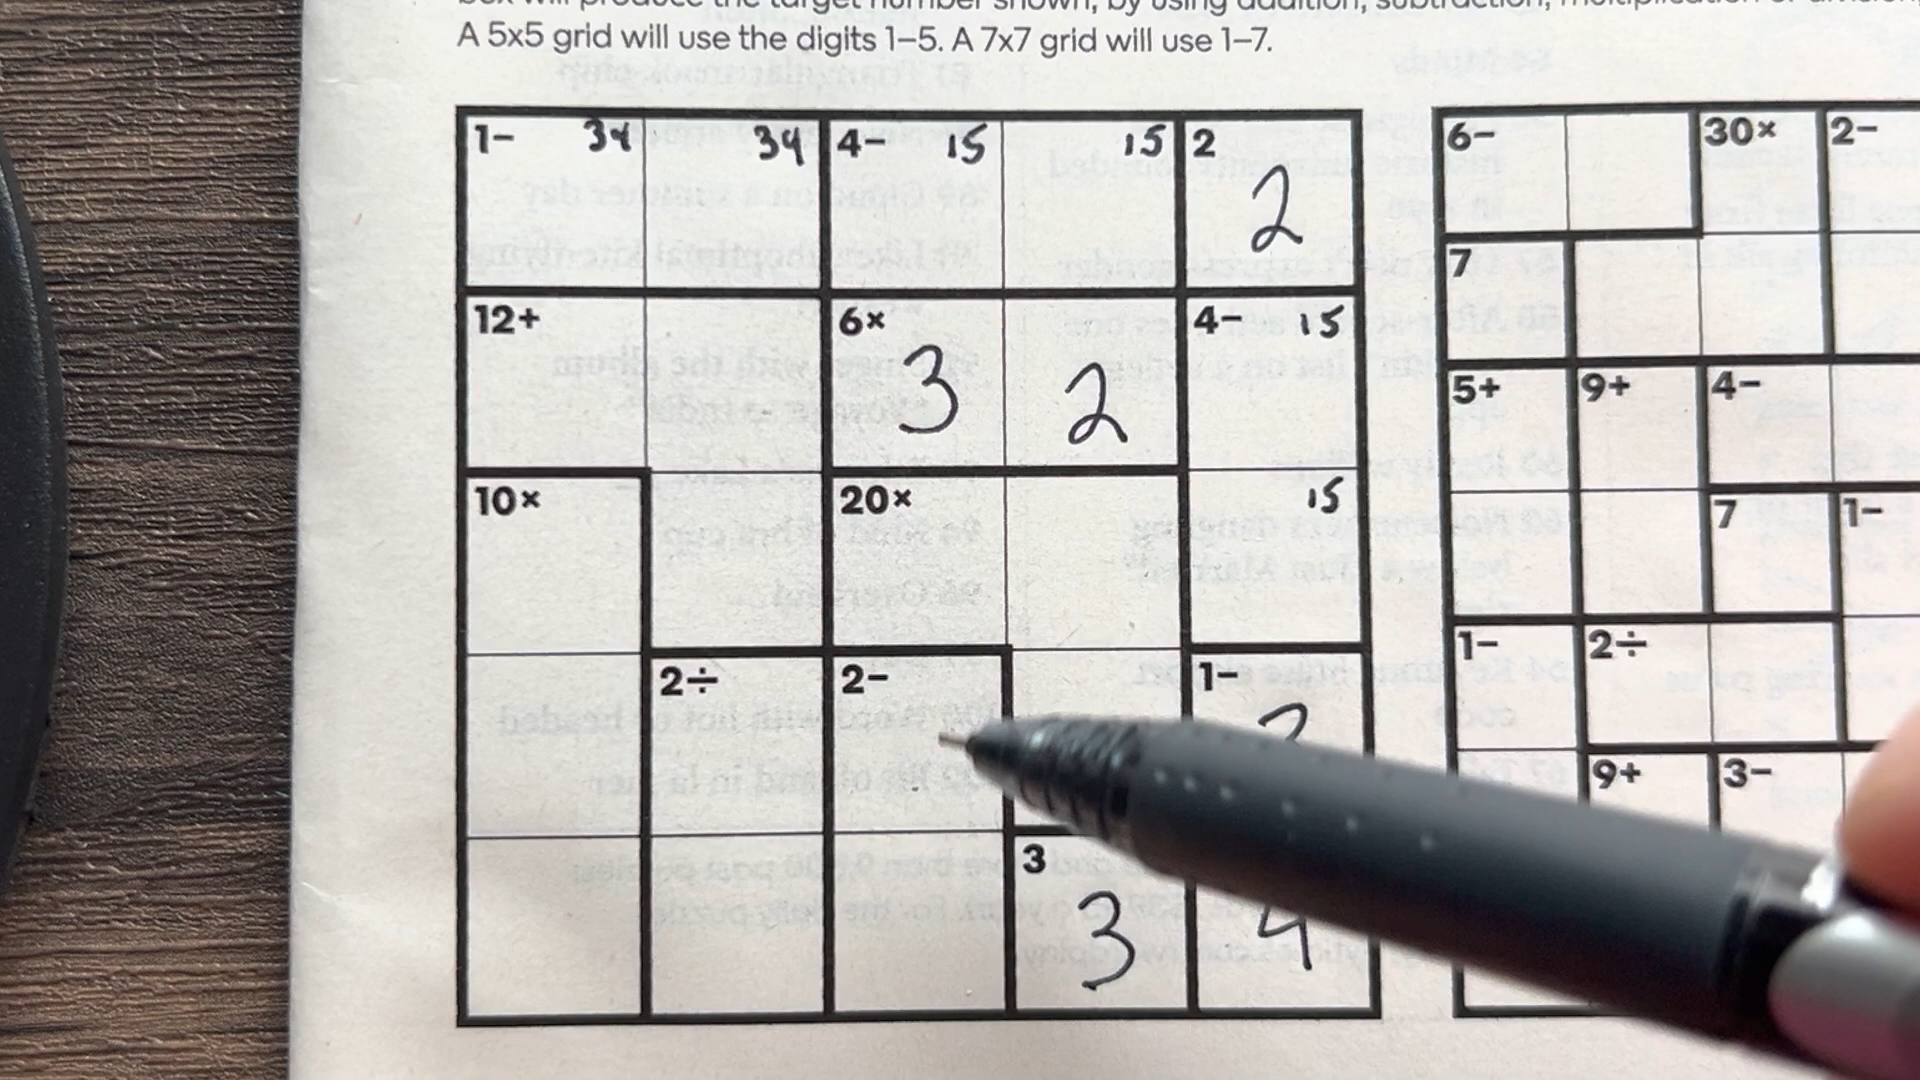 A 5x5 grid will use the digits 1–5. A 7x7 grid will use 1–7.
1– 34 34 4– 15 15 2 6– 30× 2–
2
7
12+ 6× 4– 15
3 2
5+ 9+ 4–
10× 20× 15
7 1–
2÷ 2– 1– 1– 2÷
3
9+ 3–
3
3 4